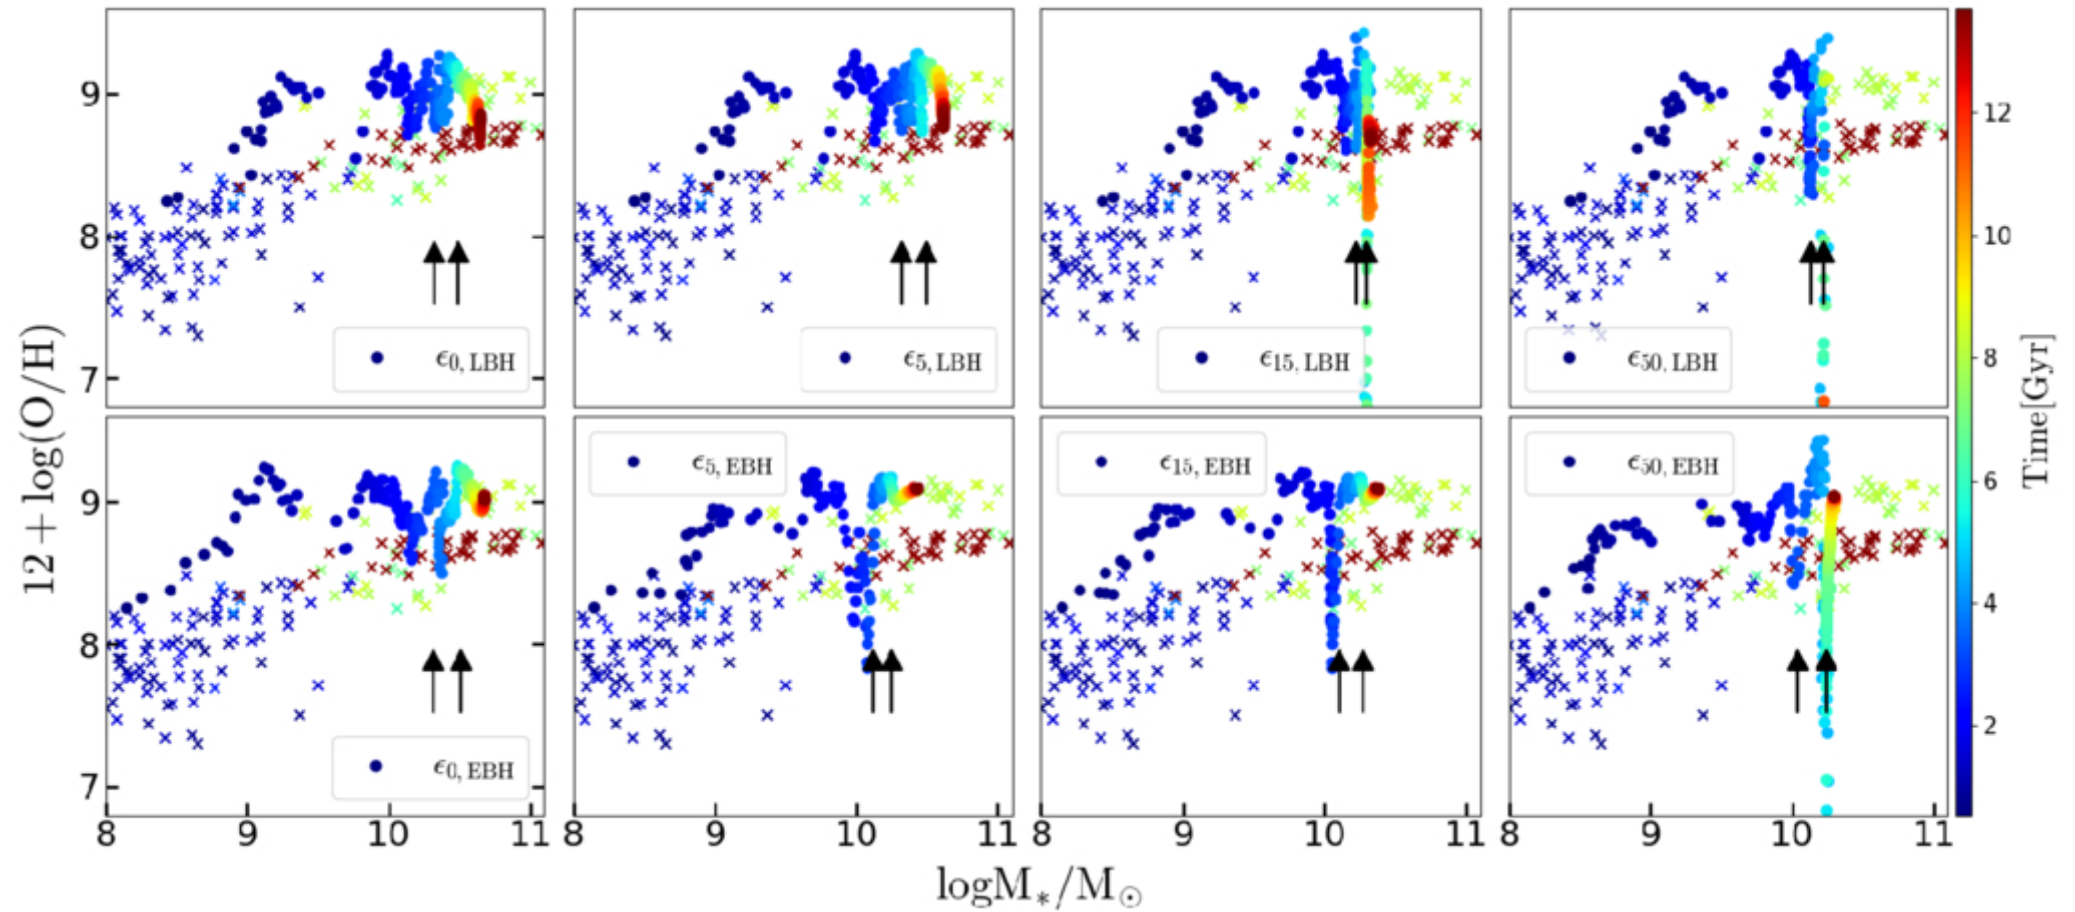 9
8
7
ϵ0, LBH
ϵ5, LBH
ϵ15, LBH
ϵ50, LBH
12
10
8
6
4
2
Time[Gyr]
12+log(O/H)
9
8
7
ϵ0, EBH
ϵ5, EBH
ϵ15, EBH
ϵ50, EBH
8 9 10 11 8 9 10 11 8 9 10 11 8 9 10 11
logM*/M☉